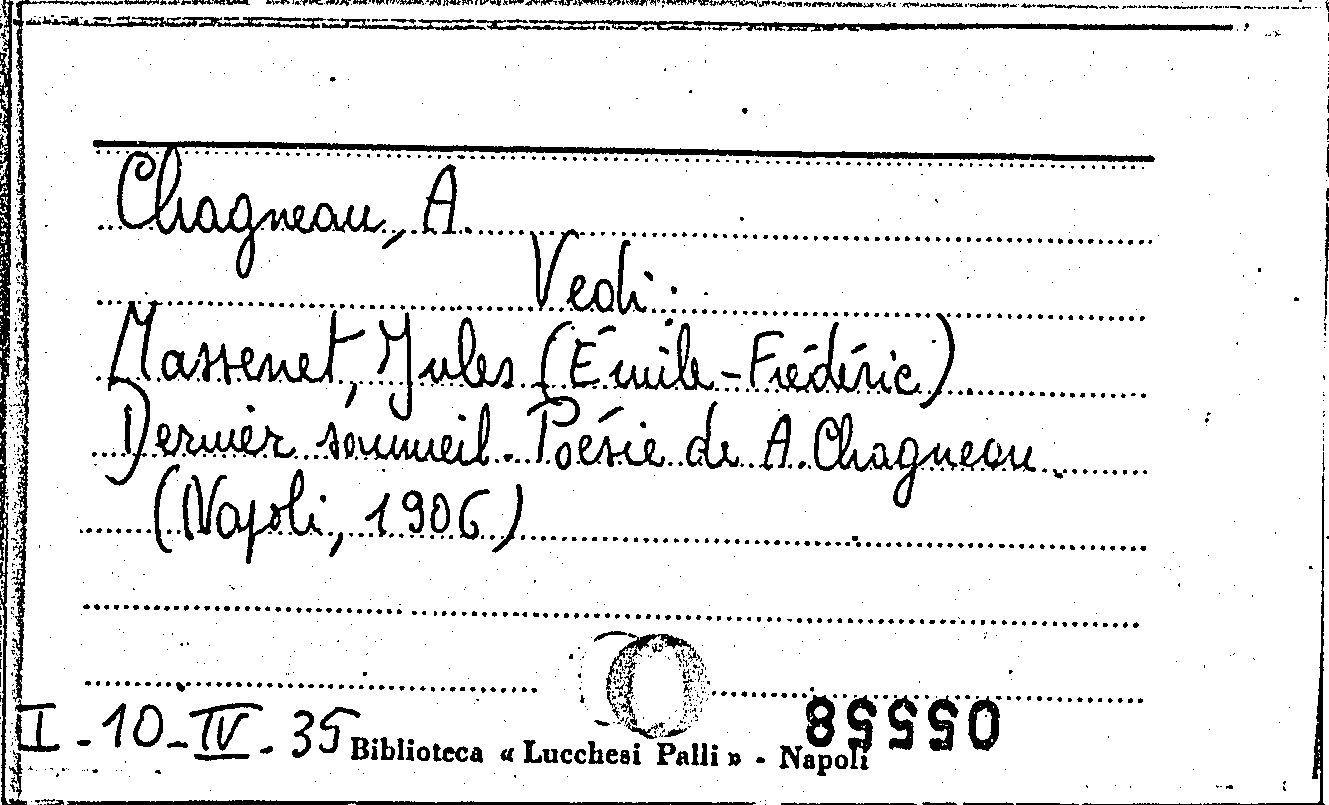 Chagneau, A.
Vedi:
Massenet, Jules (Émile-Frédéric)
Dernier sommeil. Poésie de A. Chagneau.
(Napoli, 1906)
I-10-IV-35
Biblioteca « Lucchesi Palli » - Napoli
05558